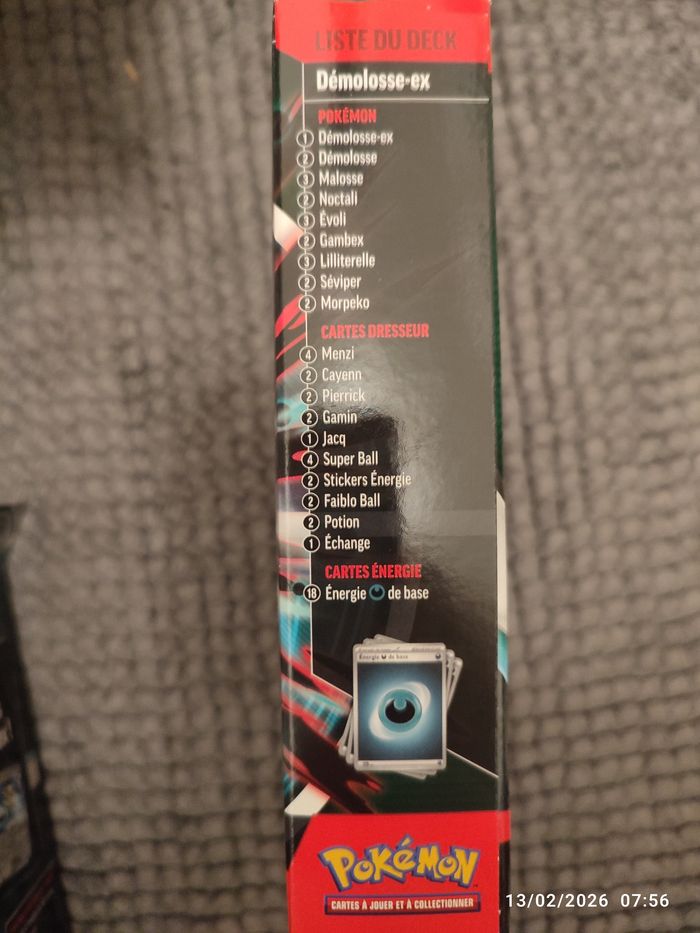 LISTE DU DECK
Démolosse-ex
POKÉMON
1 Démolosse-ex
2 Démolosse
3 Malosse
2 Noctali
3 Évoli
2 Gambex
3 Lilliterelle
2 Séviper
2 Morpeko
CARTES DRESSEUR
4 Menzi
2 Cayenn
2 Pierrick
2 Gamin
1 Jacq
4 Super Ball
2 Stickers Énergie
2 Faiblo Ball
2 Potion
1 Échange
CARTES ÉNERGIE
18 Énergie de base
Énergie de base
POKÉMON
CARTES À JOUER ET À COLLECTIONNER
13/02/2026 07:56